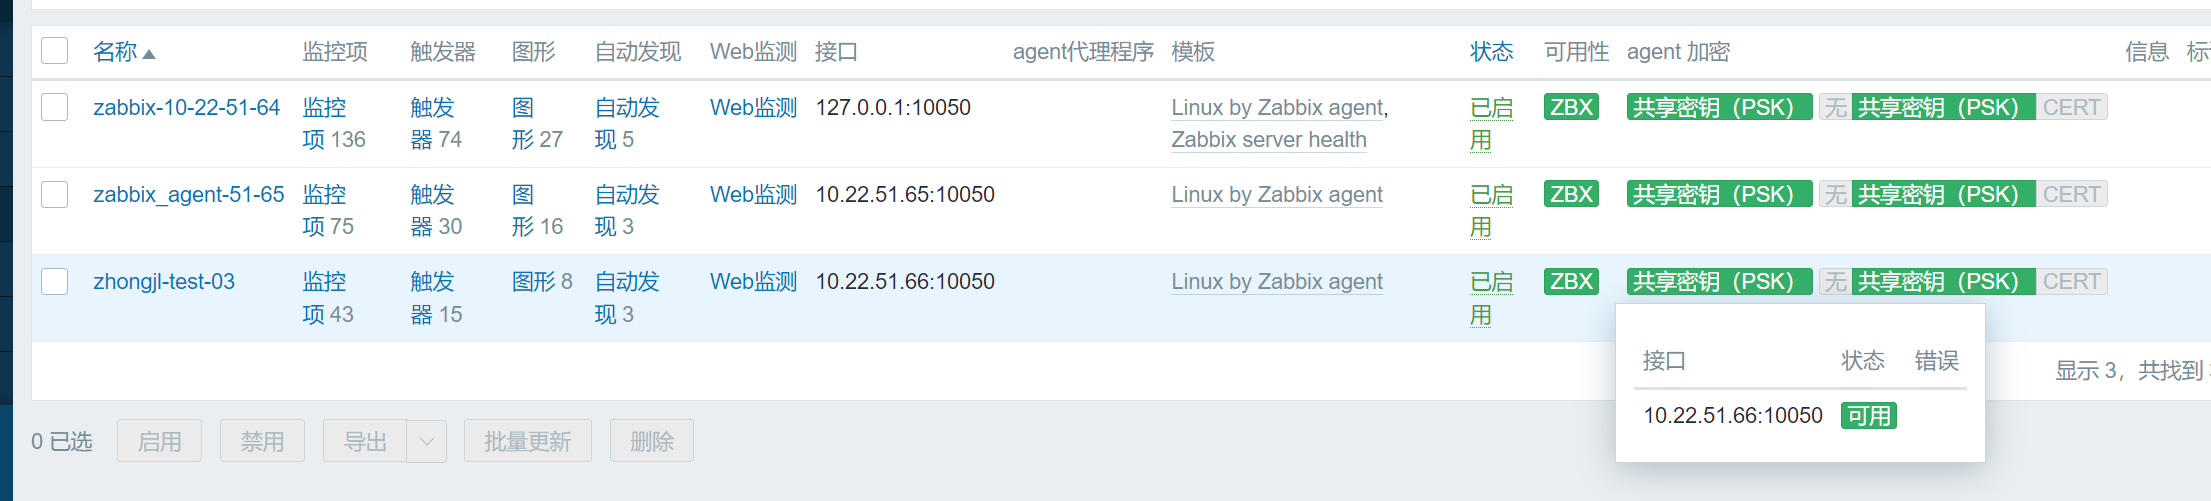 名称 监控项 触发器 图形 自动发现 Web监测 接口 agent代理程序 模板 状态 可用性 agent 加密 信息
zabbix-10-22-51-64 监控 触发 图 自动发 Web监测 127.0.0.1:10050 Linux by Zabbix agent, 已启 ZBX 共享密钥（PSK） 无 共享密钥（PSK） CERT
项 136 器 74 形 27 现 5 Zabbix server health 用
zabbix_agent-51-65 监控 触发 图 自动发 Web监测 10.22.51.65:10050 Linux by Zabbix agent 已启 ZBX 共享密钥（PSK） 无 共享密钥（PSK） CERT
项 75 器 30 形 16 现 3 用
zhongjl-test-03 监控 触发 图形 8 自动发 Web监测 10.22.51.66:10050 Linux by Zabbix agent 已启 ZBX 共享密钥（PSK） 无 共享密钥（PSK） CERT
项 43 器 15 现 3 用
接口 状态 错误
显示 3，共找到
10.22.51.66:10050 可用
0 已选 启用 禁用 导出 批量更新 删除